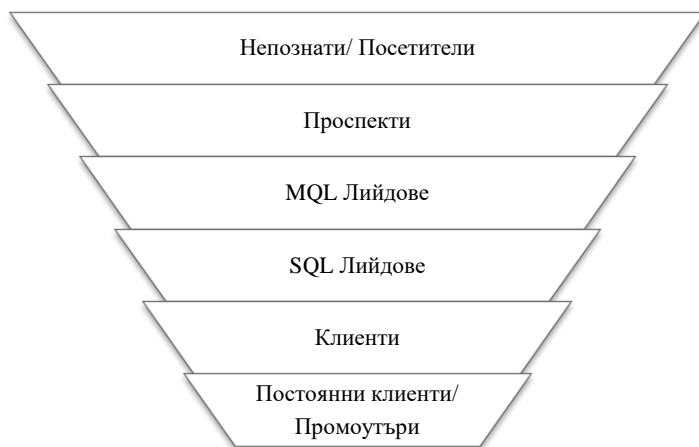 Непознати/ Посетители
Проспекти
MQL Лийдове
SQL Лийдове
Клиенти
Постоянни клиенти/
Промоутъри